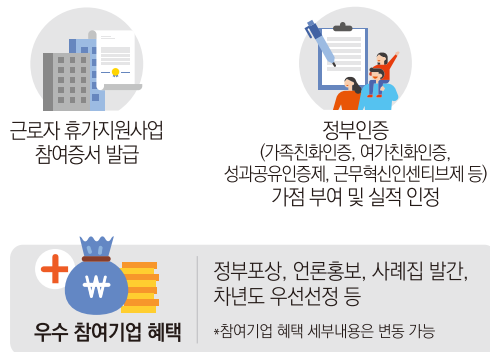 근로자 휴가지원사업
참여증서 발급
정부인증
(가족친화인증, 여가친화인증,
성과공유인증제, 근무혁신인센티브제 등)
가점 부여 및 실적 인정
₩
우수 참여기업 혜택
정부포상, 언론홍보, 사례집 발간,
차년도 우선선정 등
*참여기업 혜택 세부내용은 변동 가능